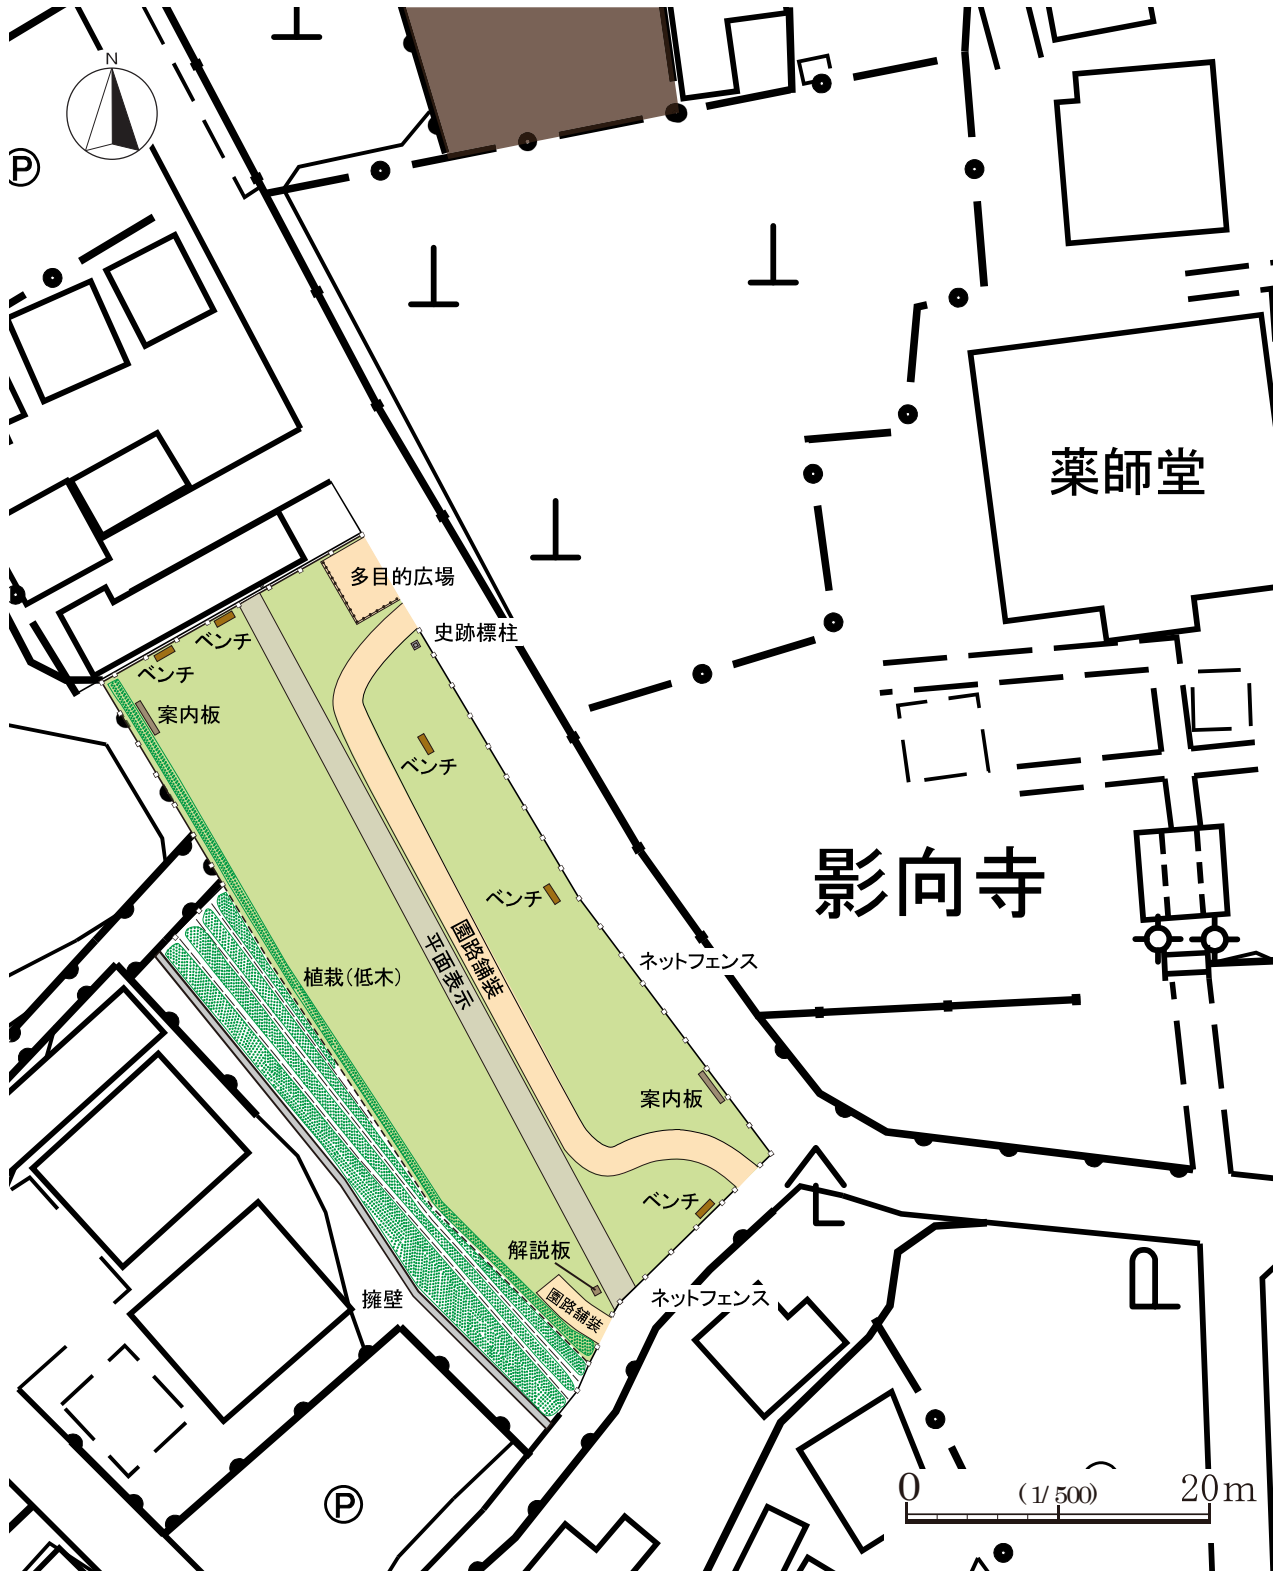 N
P
薬師堂
多目的広場
史跡標柱
ベンチ
ベンチ
案内板
ベンチ
影向寺
ベンチ
園路舗装
平面表示
ネットフェンス
植栽(低木)
案内板
ベンチ
解説板
擁壁
園路舗装
ネットフェンス
P
0 (1/500) 20m